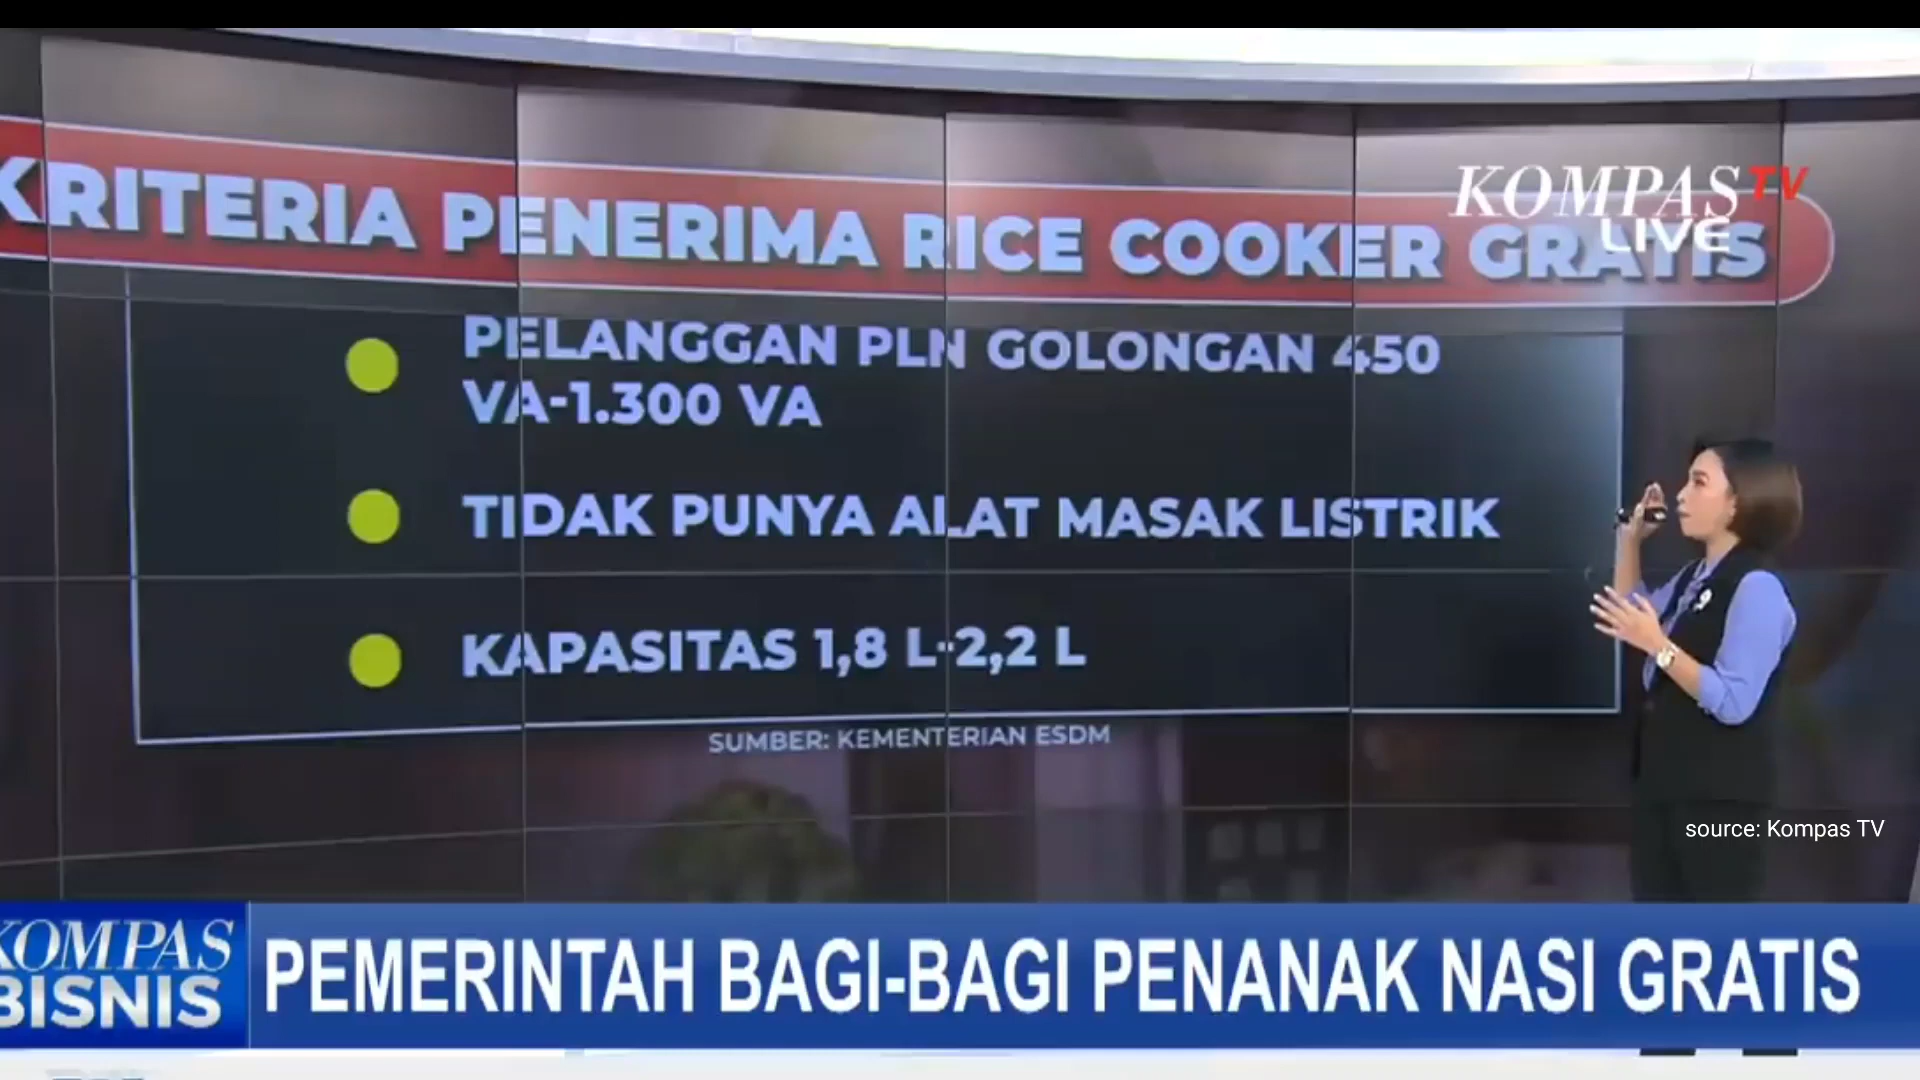 KRITERIA PENERIMA RICE COOKER GRATIS
KOMPAS TV
LIVE
PELANGGAN PLN GOLONGAN 450
VA-1.300 VA
TIDAK PUNYA ALAT MASAK LISTRIK
KAPASITAS 1,8 L-2,2 L
SUMBER: KEMENTERIAN ESDM
source: Kompas TV
KOMPAS
BISNIS
PEMERINTAH BAGI-BAGI PENANAK NASI GRATIS